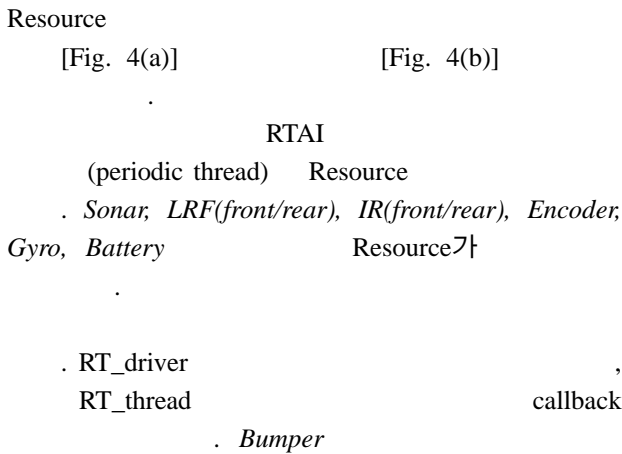 Resource
[Fig. 4(a)] [Fig. 4(b)]
.
RTAI
(periodic thread) Resource
. Sonar, LRF(front/rear), IR(front/rear), Encoder,
Gyro, Battery Resource가
.
. RT_driver ,
RT_thread callback
. Bumper